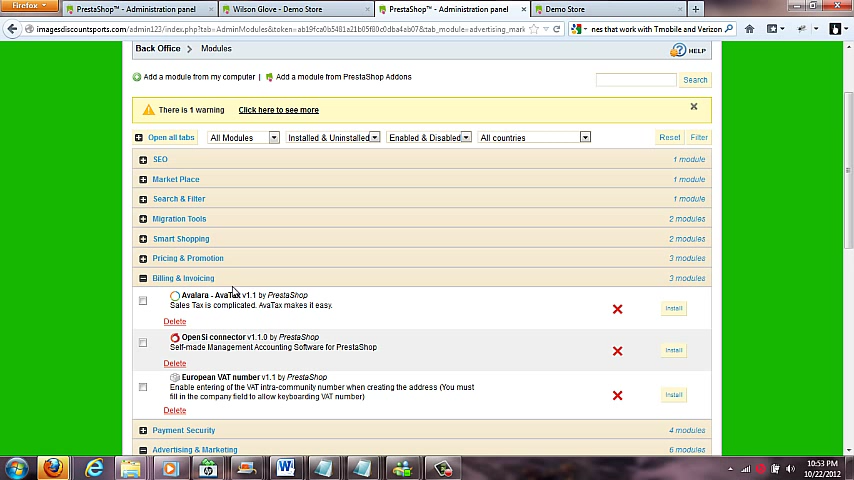 Firefox
PrestaShop™ - Administration panel
Wilson Glove – Demo Store
PrestaShop™ - Administration panel
Demo Store
imagesdiscountsports.com/admin123/index.php?tab=AdminModules&token=ab19fca0b5481a21b05f80c0dba4ab07&tab_module=advertising_mark
nes that work with Tmobile and Verizon
Back Office > Modules
HELP
Add a module from my computer | Add a module from PrestaShop Addons
Search
There is 1 warning Click here to see more
Open all tabs All Modules Installed & Uninstalled Enabled & Disabled All countries Reset Filter
SEO 1 module
Market Place 1 module
Search & Filter 1 module
Migration Tools 2 modules
Smart Shopping 2 modules
Pricing & Promotion 3 modules
Billing & Invoicing 3 modules
Avalara - AvaTax v1.1 by PrestaShop
Sales Tax is complicated. AvaTax makes it easy.
Install
Delete
OpenSi connector v1.1.0 by PrestaShop
Self-made Management Accounting Software for PrestaShop
Install
Delete
European VAT number v1.1 by PrestaShop
Enable entering of the VAT intra-community number when creating the address (You must
fill in the company field to allow keyboarding VAT number)
Install
Delete
Payment Security 4 modules
Advertising & Marketing 6 modules
10:53 PM
10/22/2012